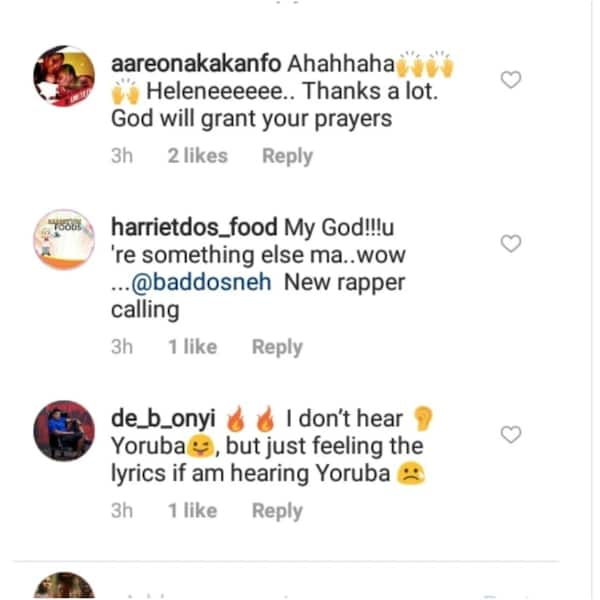 aareonakakanfo Ahahhaha🙌🙌
🙌 Heleneeeeee.. Thanks a lot.
God will grant your prayers
3h 2 likes Reply
FOODS
harrietdos_food My God!!!u
're something else ma..wow
...@baddosneh New rapper
calling
3h 1 like Reply
de_b_onyi 🔥🔥 I don't hear 👂
Yoruba😜, but just feeling the
lyrics if am hearing Yoruba ☹️
3h 1 like Reply